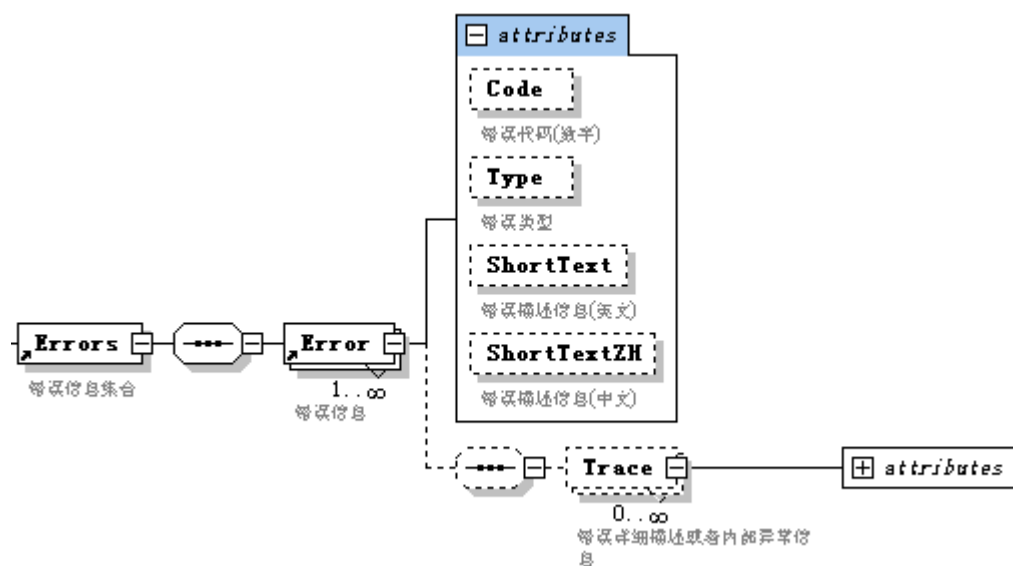 attributes
Code
错误代码(数字)
Type
错误类型
ShortText
错误描述信息(英文)
ShortTextZH
错误描述信息(中文)
Errors
错误信息集合
Error
1..∞
错误信息
Trace
0..∞
错误详细描述或者内部异常信
息
attributes